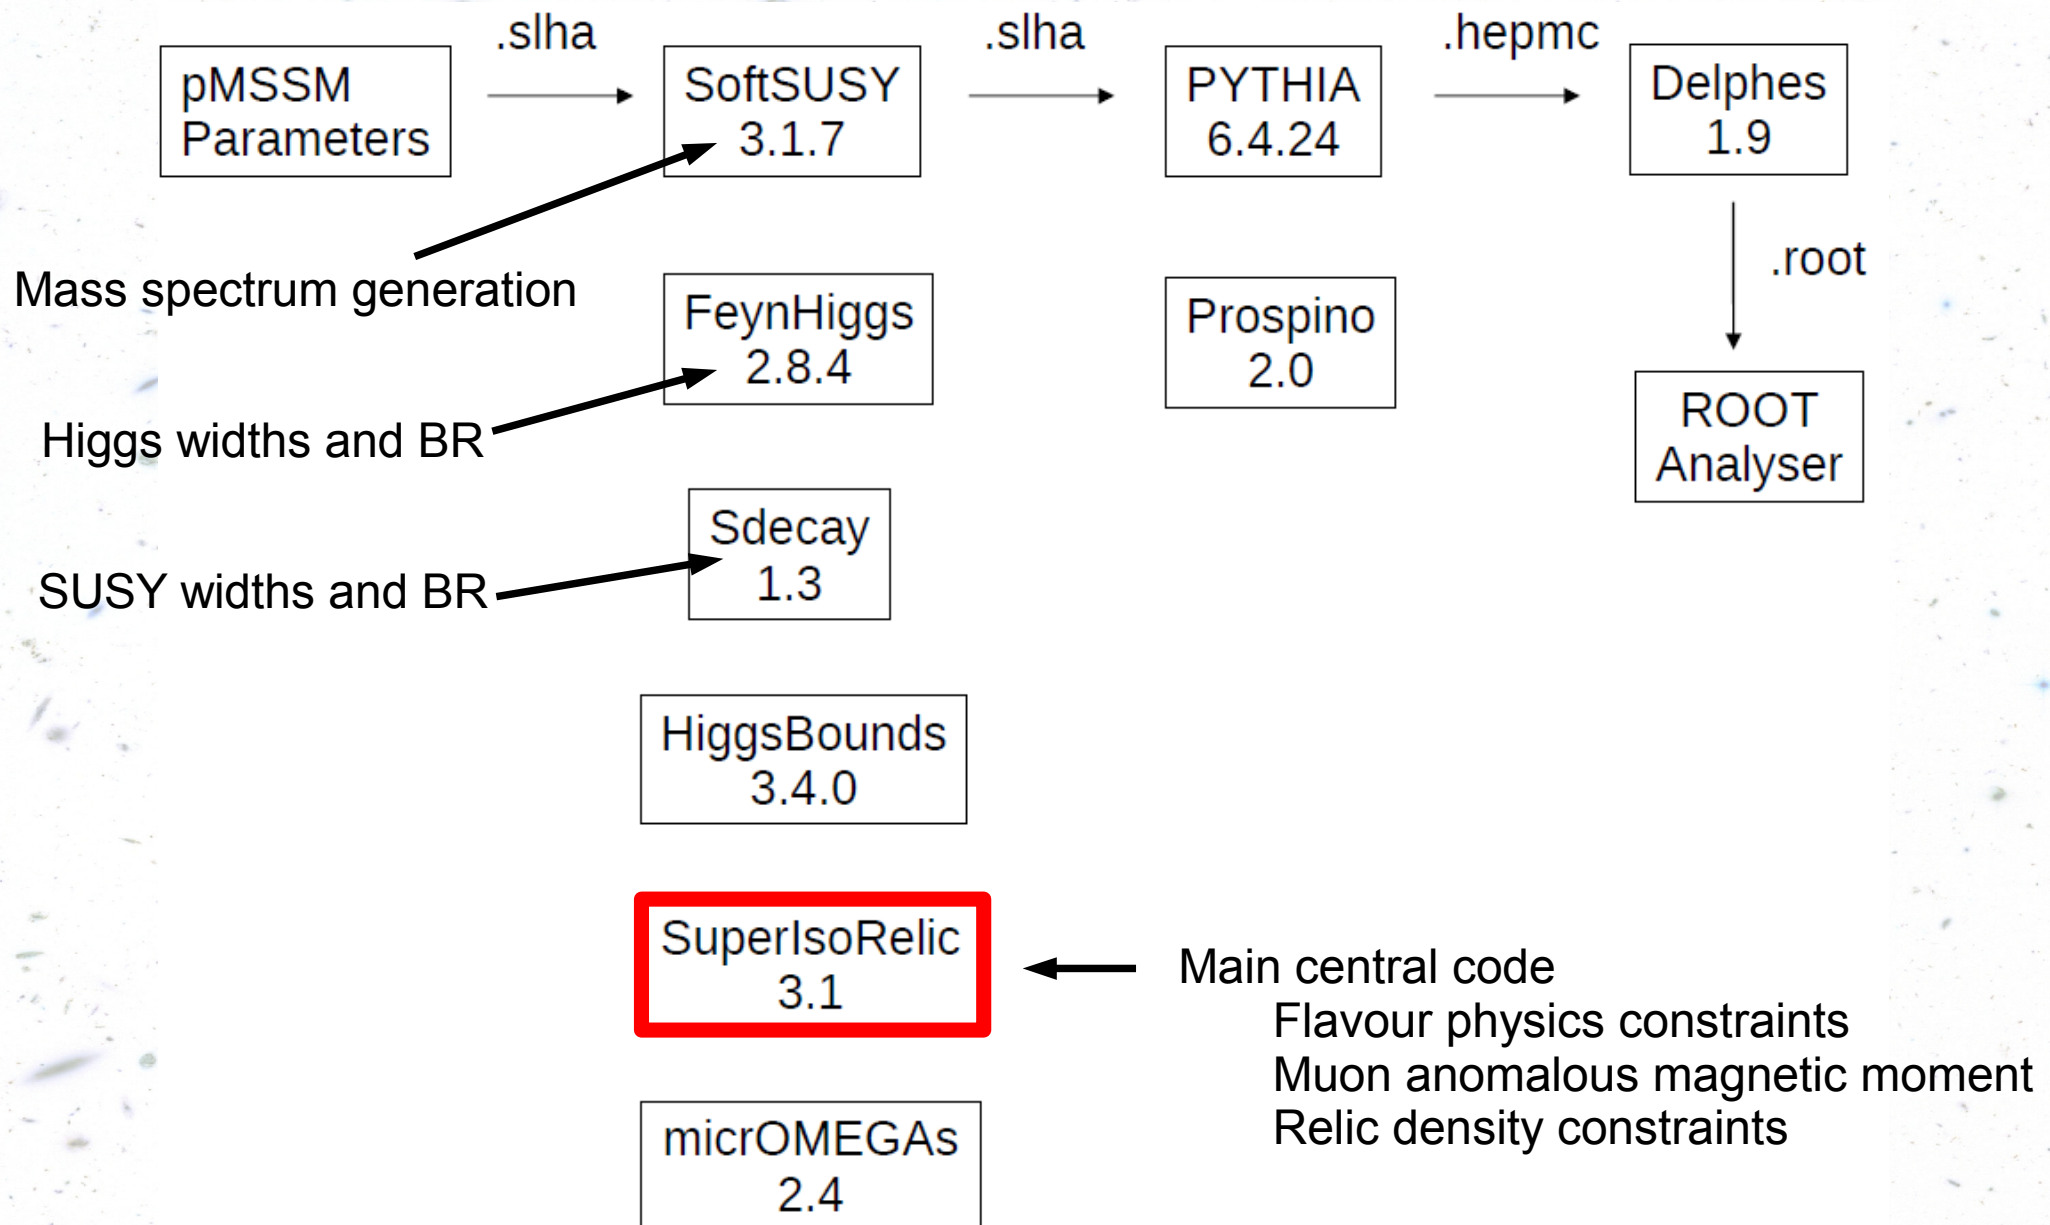 .slha
.slha
.hepmc
pMSSM
Parameters
SoftSUSY
3.1.7
PYTHIA
6.4.24
Delphes
1.9
.root
Mass spectrum generation
FeynHiggs
2.8.4
Prospino
2.0
ROOT
Analyser
Higgs widths and BR
Sdecay
1.3
SUSY widths and BR
HiggsBounds
3.4.0
SuperIsoRelic
3.1
Main central code
Flavour physics constraints
Muon anomalous magnetic moment
Relic density constraints
micrOMEGAs
2.4